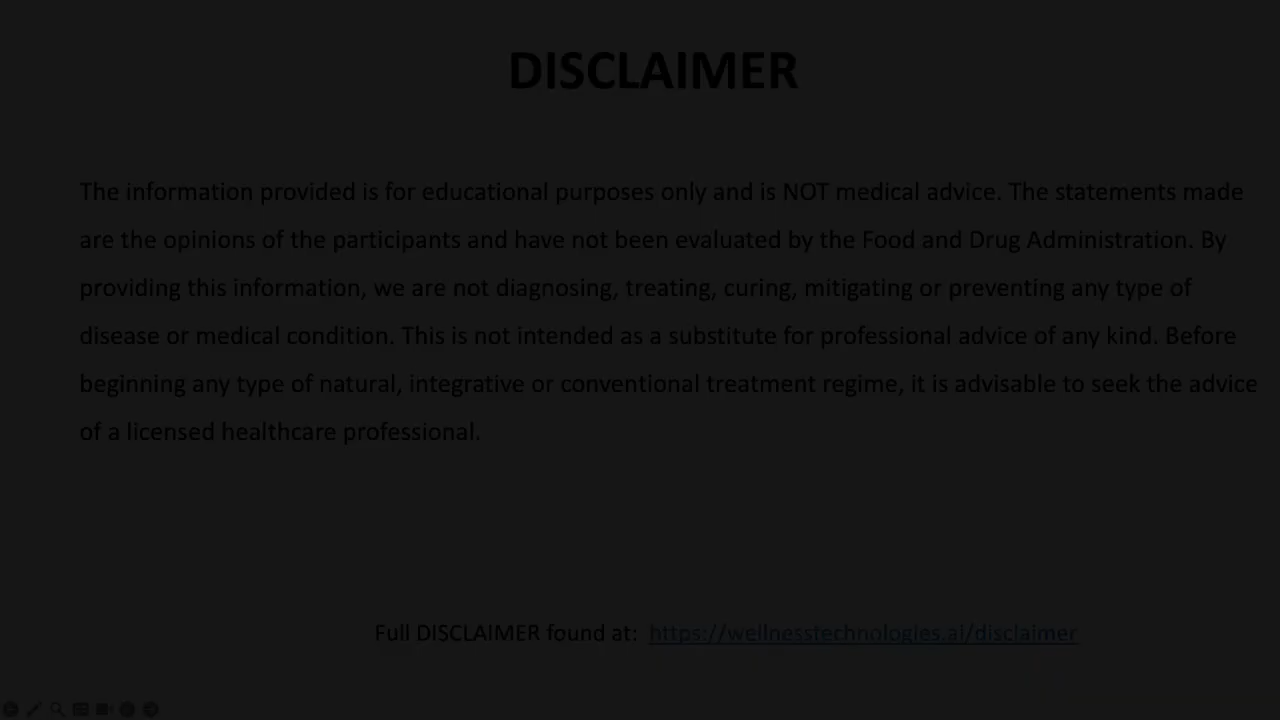 DISCLAIMER
The information provided is for educational purposes only and is NOT medical advice. The statements made
are the opinions of the participants and have not been evaluated by the Food and Drug Administration. By
providing this information, we are not diagnosing, treating, curing, mitigating or preventing any type of
disease or medical condition. This is not intended as a substitute for professional advice of any kind. Before
beginning any type of natural, integrative or conventional treatment regime, it is advisable to seek the advice
of a licensed healthcare professional.
Full DISCLAIMER found at: https://wellnesstechnologies.ai/disclaimer